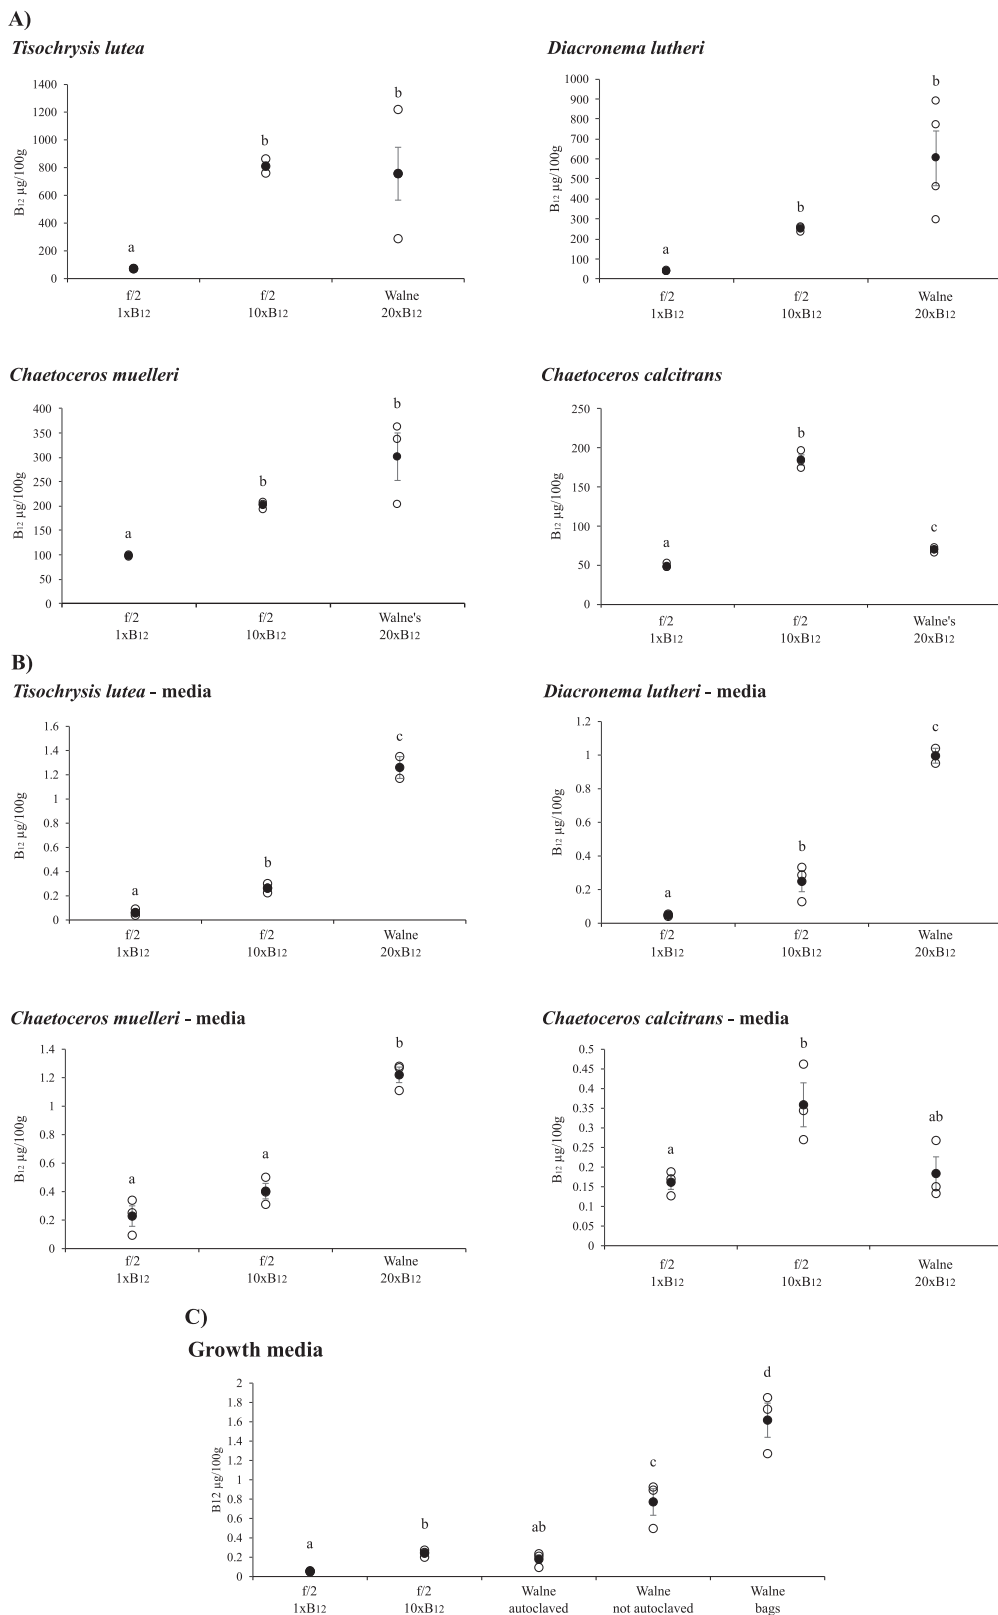 A)
Tisochrysis lutea
1400
1200
1000
800
600
400
200
0
B12 µg/100g
a
b
b
f/2
1xB12
f/2
10xB12
Walne
20xB12
Diacronema lutheri
1000
900
800
700
600
500
400
300
200
100
0
B12 µg/100g
a
b
b
f/2
1xB12
f/2
10xB12
Walne
20xB12
Chaetoceros muelleri
400
350
300
250
200
150
100
50
0
B12 µg/100g
a
b
b
f/2
1xB12
f/2
10xB12
Walne's
20xB12
Chaetoceros calcitrans
250
200
150
100
50
0
B12 µg/100g
a
b
c
f/2
1xB12
f/2
10xB12
Walne's
20xB12
B)
Tisochrysis lutea - media
1.6
1.4
1.2
1
0.8
0.6
0.4
0.2
0
B12 µg/100g
a
b
c
f/2
1xB12
f/2
10xB12
Walne
20xB12
Diacronema lutheri - media
1.2
1
0.8
0.6
0.4
0.2
0
B12 µg/100g
a
b
c
f/2
1xB12
f/2
10xB12
Walne
20xB12
Chaetoceros muelleri - media
1.4
1.2
1
0.8
0.6
0.4
0.2
0
B12 µg/100g
a
a
b
f/2
1xB12
f/2
10xB12
Walne
20xB12
Chaetoceros calcitrans - media
0.5
0.45
0.4
0.35
0.3
0.25
0.2
0.15
0.1
0.05
0
B12 µg/100g
a
b
ab
f/2
1xB12
f/2
10xB12
Walne
20xB12
C)
Growth media
2
1.8
1.6
1.4
1.2
1
0.8
0.6
0.4
0.2
0
B12 µg/100g
a
b
ab
c
d
f/2
1xB12
f/2
10xB12
Walne
autoclaved
Walne
not autoclaved
Walne
bags